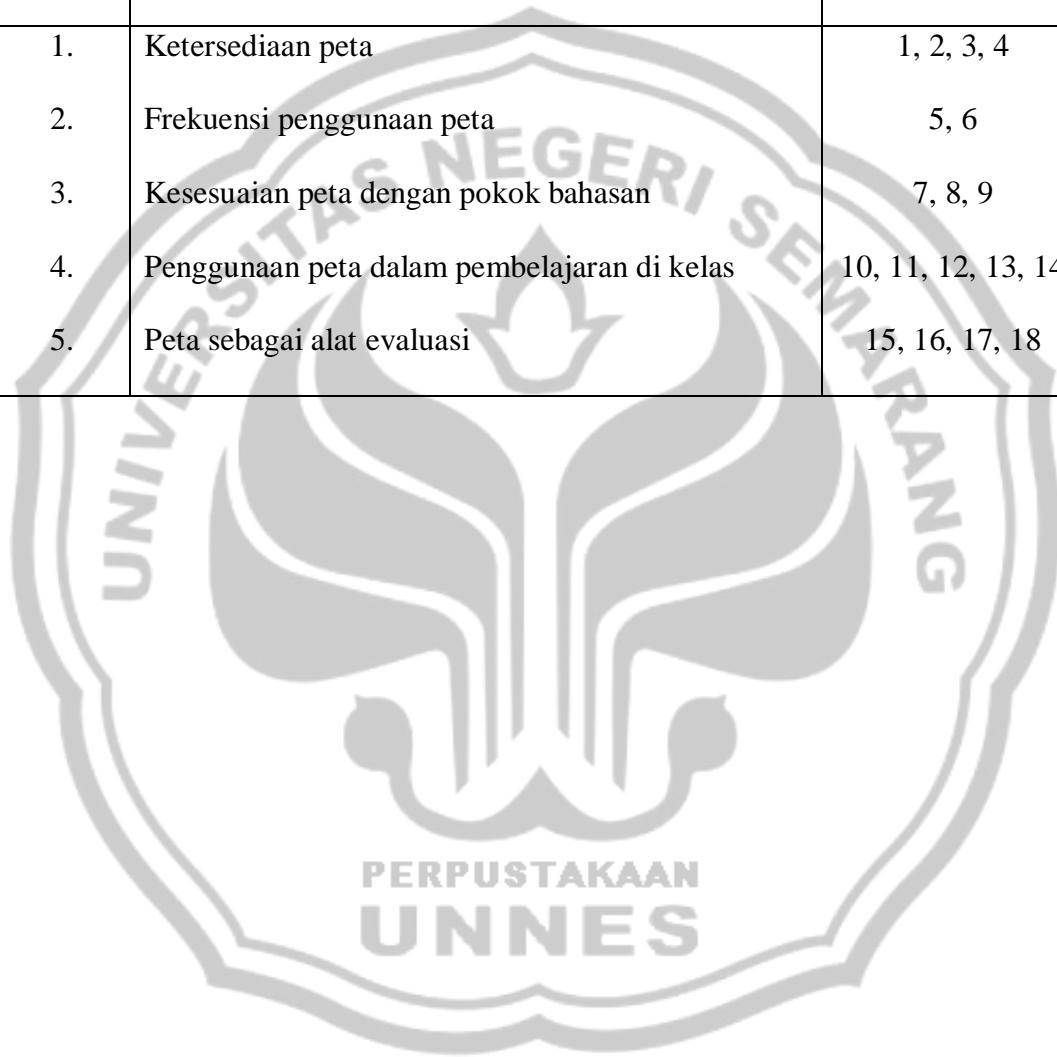 1. Ketersediaan peta 1, 2, 3, 4
2. Frekuensi penggunaan peta 5, 6
3. Kesesuaian peta dengan pokok bahasan 7, 8, 9
4. Penggunaan peta dalam pembelajaran di kelas 10, 11, 12, 13, 14
5. Peta sebagai alat evaluasi 15, 16, 17, 18
UNIVERSITAS NEGERI SEMARANG
PERPUSTAKAAN
UNNES